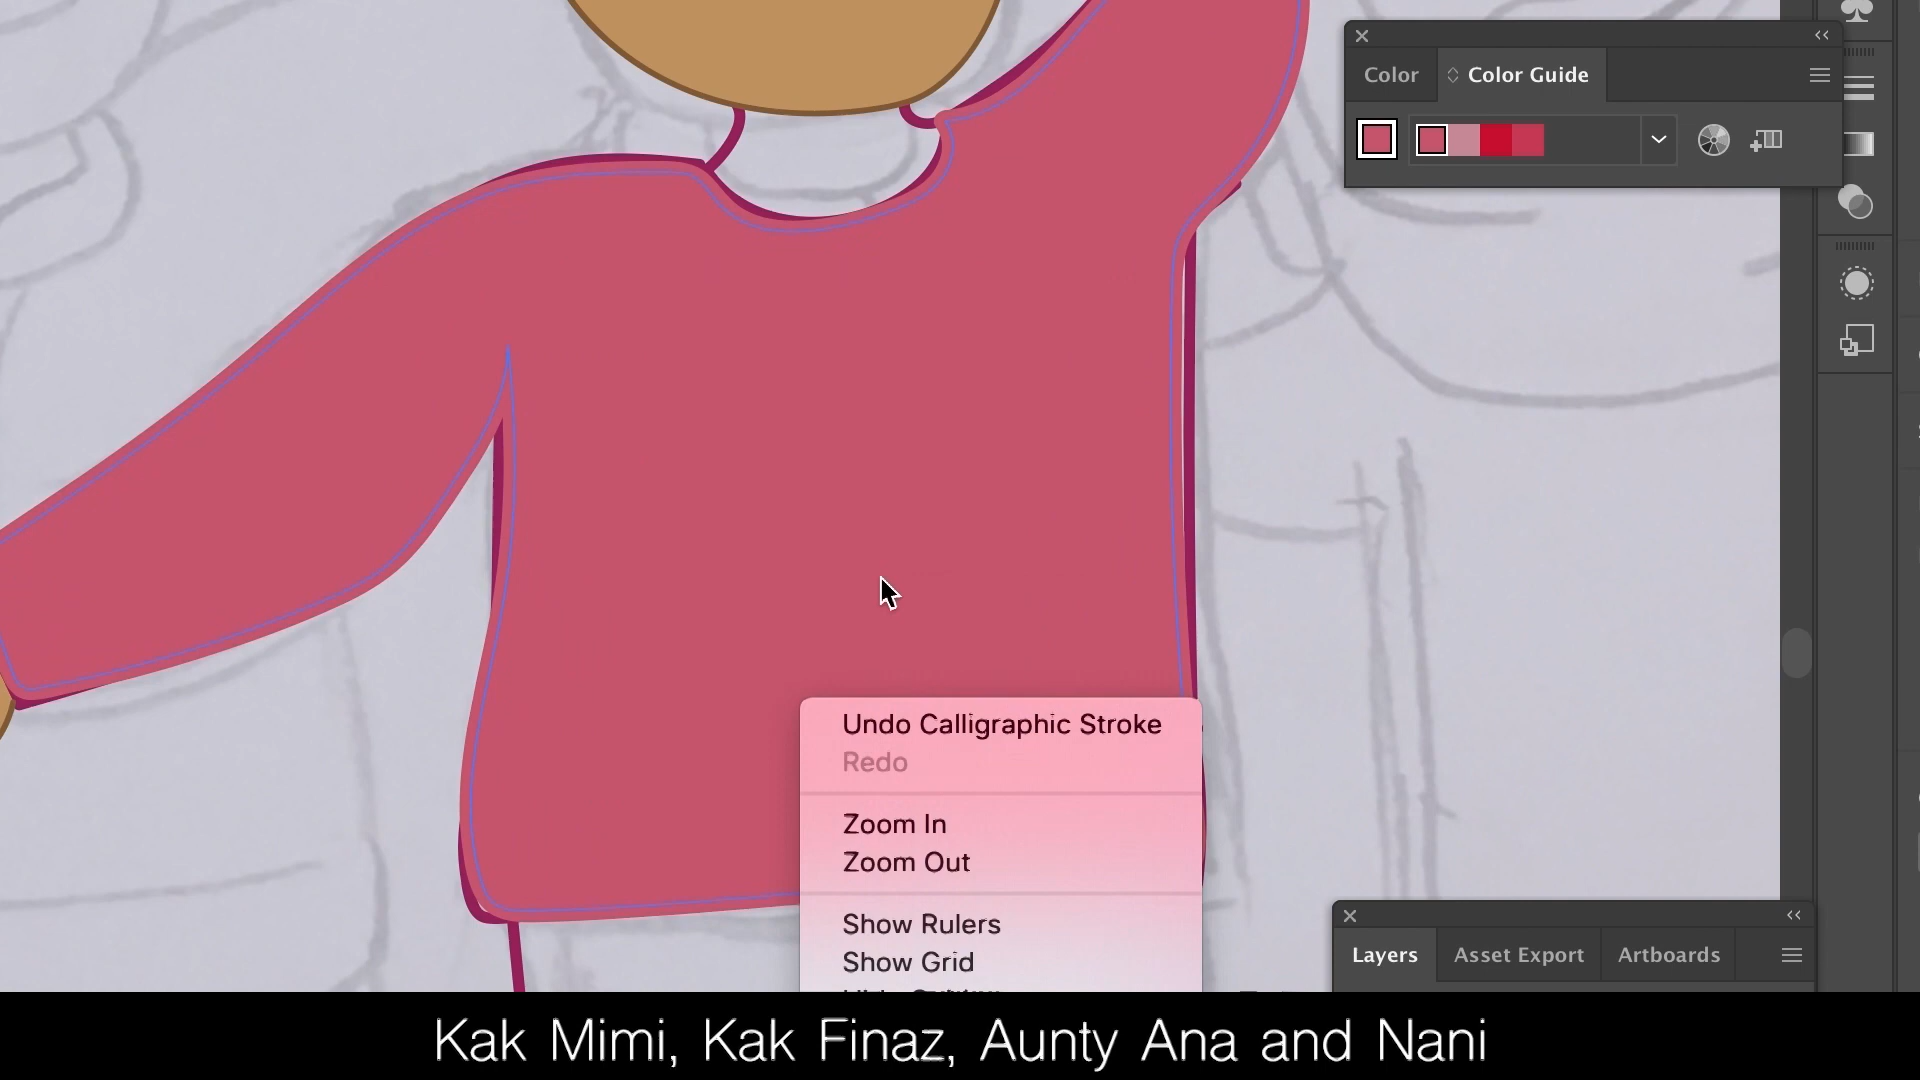 Color
Color Guide
Undo Calligraphic Stroke
Redo
Zoom In
Zoom Out
Show Rulers
Show Grid
Layers
Asset Export
Artboards
Kak Mimi, Kak Finaz, Aunty Ana and Nani